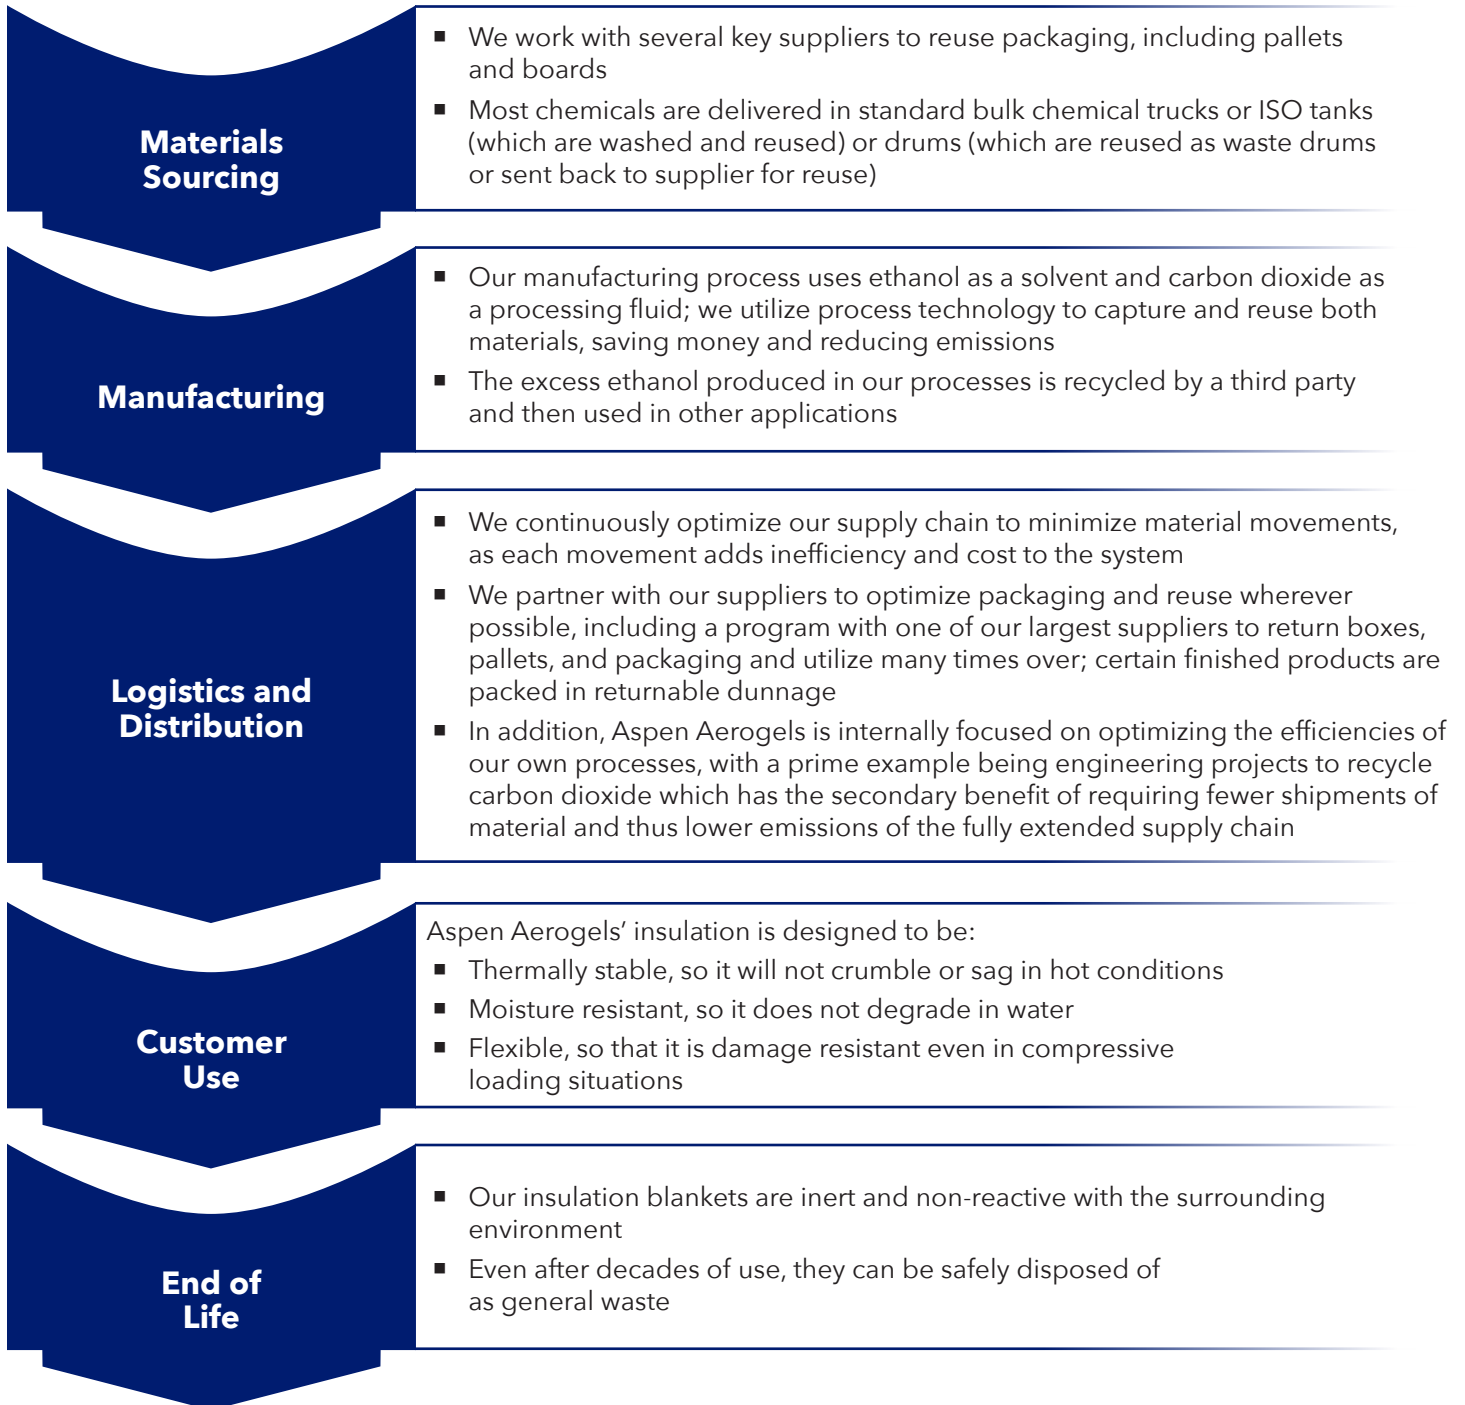 Materials
Sourcing
■ We work with several key suppliers to reuse packaging, including pallets
and boards
■ Most chemicals are delivered in standard bulk chemical trucks or ISO tanks
(which are washed and reused) or drums (which are reused as waste drums
or sent back to supplier for reuse)
Manufacturing
■ Our manufacturing process uses ethanol as a solvent and carbon dioxide as
a processing fluid; we utilize process technology to capture and reuse both
materials, saving money and reducing emissions
■ The excess ethanol produced in our processes is recycled by a third party
and then used in other applications
Logistics and
Distribution
■ We continuously optimize our supply chain to minimize material movements,
as each movement adds inefficiency and cost to the system
■ We partner with our suppliers to optimize packaging and reuse wherever
possible, including a program with one of our largest suppliers to return boxes,
pallets, and packaging and utilize many times over; certain finished products are
packed in returnable dunnage
■ In addition, Aspen Aerogels is internally focused on optimizing the efficiencies of
our own processes, with a prime example being engineering projects to recycle
carbon dioxide which has the secondary benefit of requiring fewer shipments of
material and thus lower emissions of the fully extended supply chain
Customer
Use
Aspen Aerogels’ insulation is designed to be:
■ Thermally stable, so it will not crumble or sag in hot conditions
■ Moisture resistant, so it does not degrade in water
■ Flexible, so that it is damage resistant even in compressive
loading situations
End of
Life
■ Our insulation blankets are inert and non-reactive with the surrounding
environment
■ Even after decades of use, they can be safely disposed of
as general waste